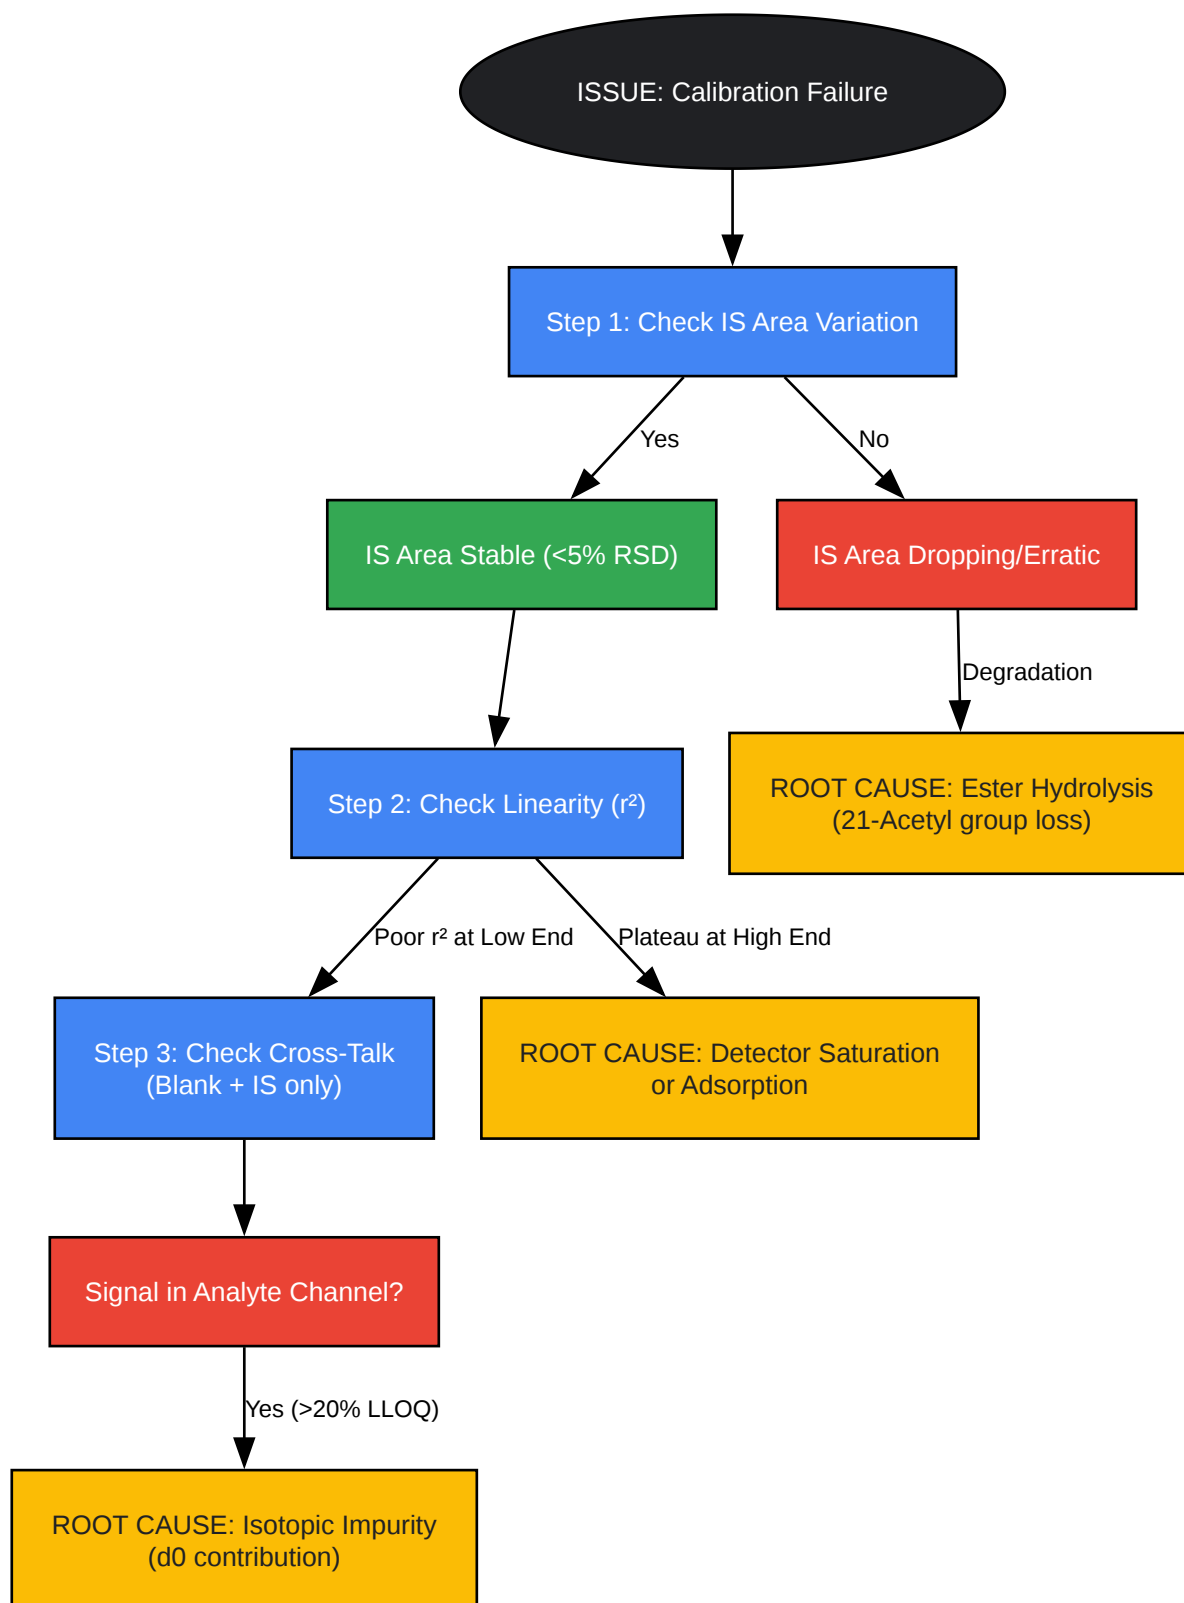 ISSUE: Calibration Failure
Step 1: Check IS Area Variation
Yes
No
IS Area Stable (<5% RSD)
IS Area Dropping/Erratic
Degradation
Step 2: Check Linearity (r²)
ROOT CAUSE: Ester Hydrolysis
(21-Acetyl group loss)
Poor r² at Low End
Plateau at High End
Step 3: Check Cross-Talk
(Blank + IS only)
ROOT CAUSE: Detector Saturation
or Adsorption
Signal in Analyte Channel?
Yes (>20% LLOQ)
ROOT CAUSE: Isotopic Impurity
(d0 contribution)